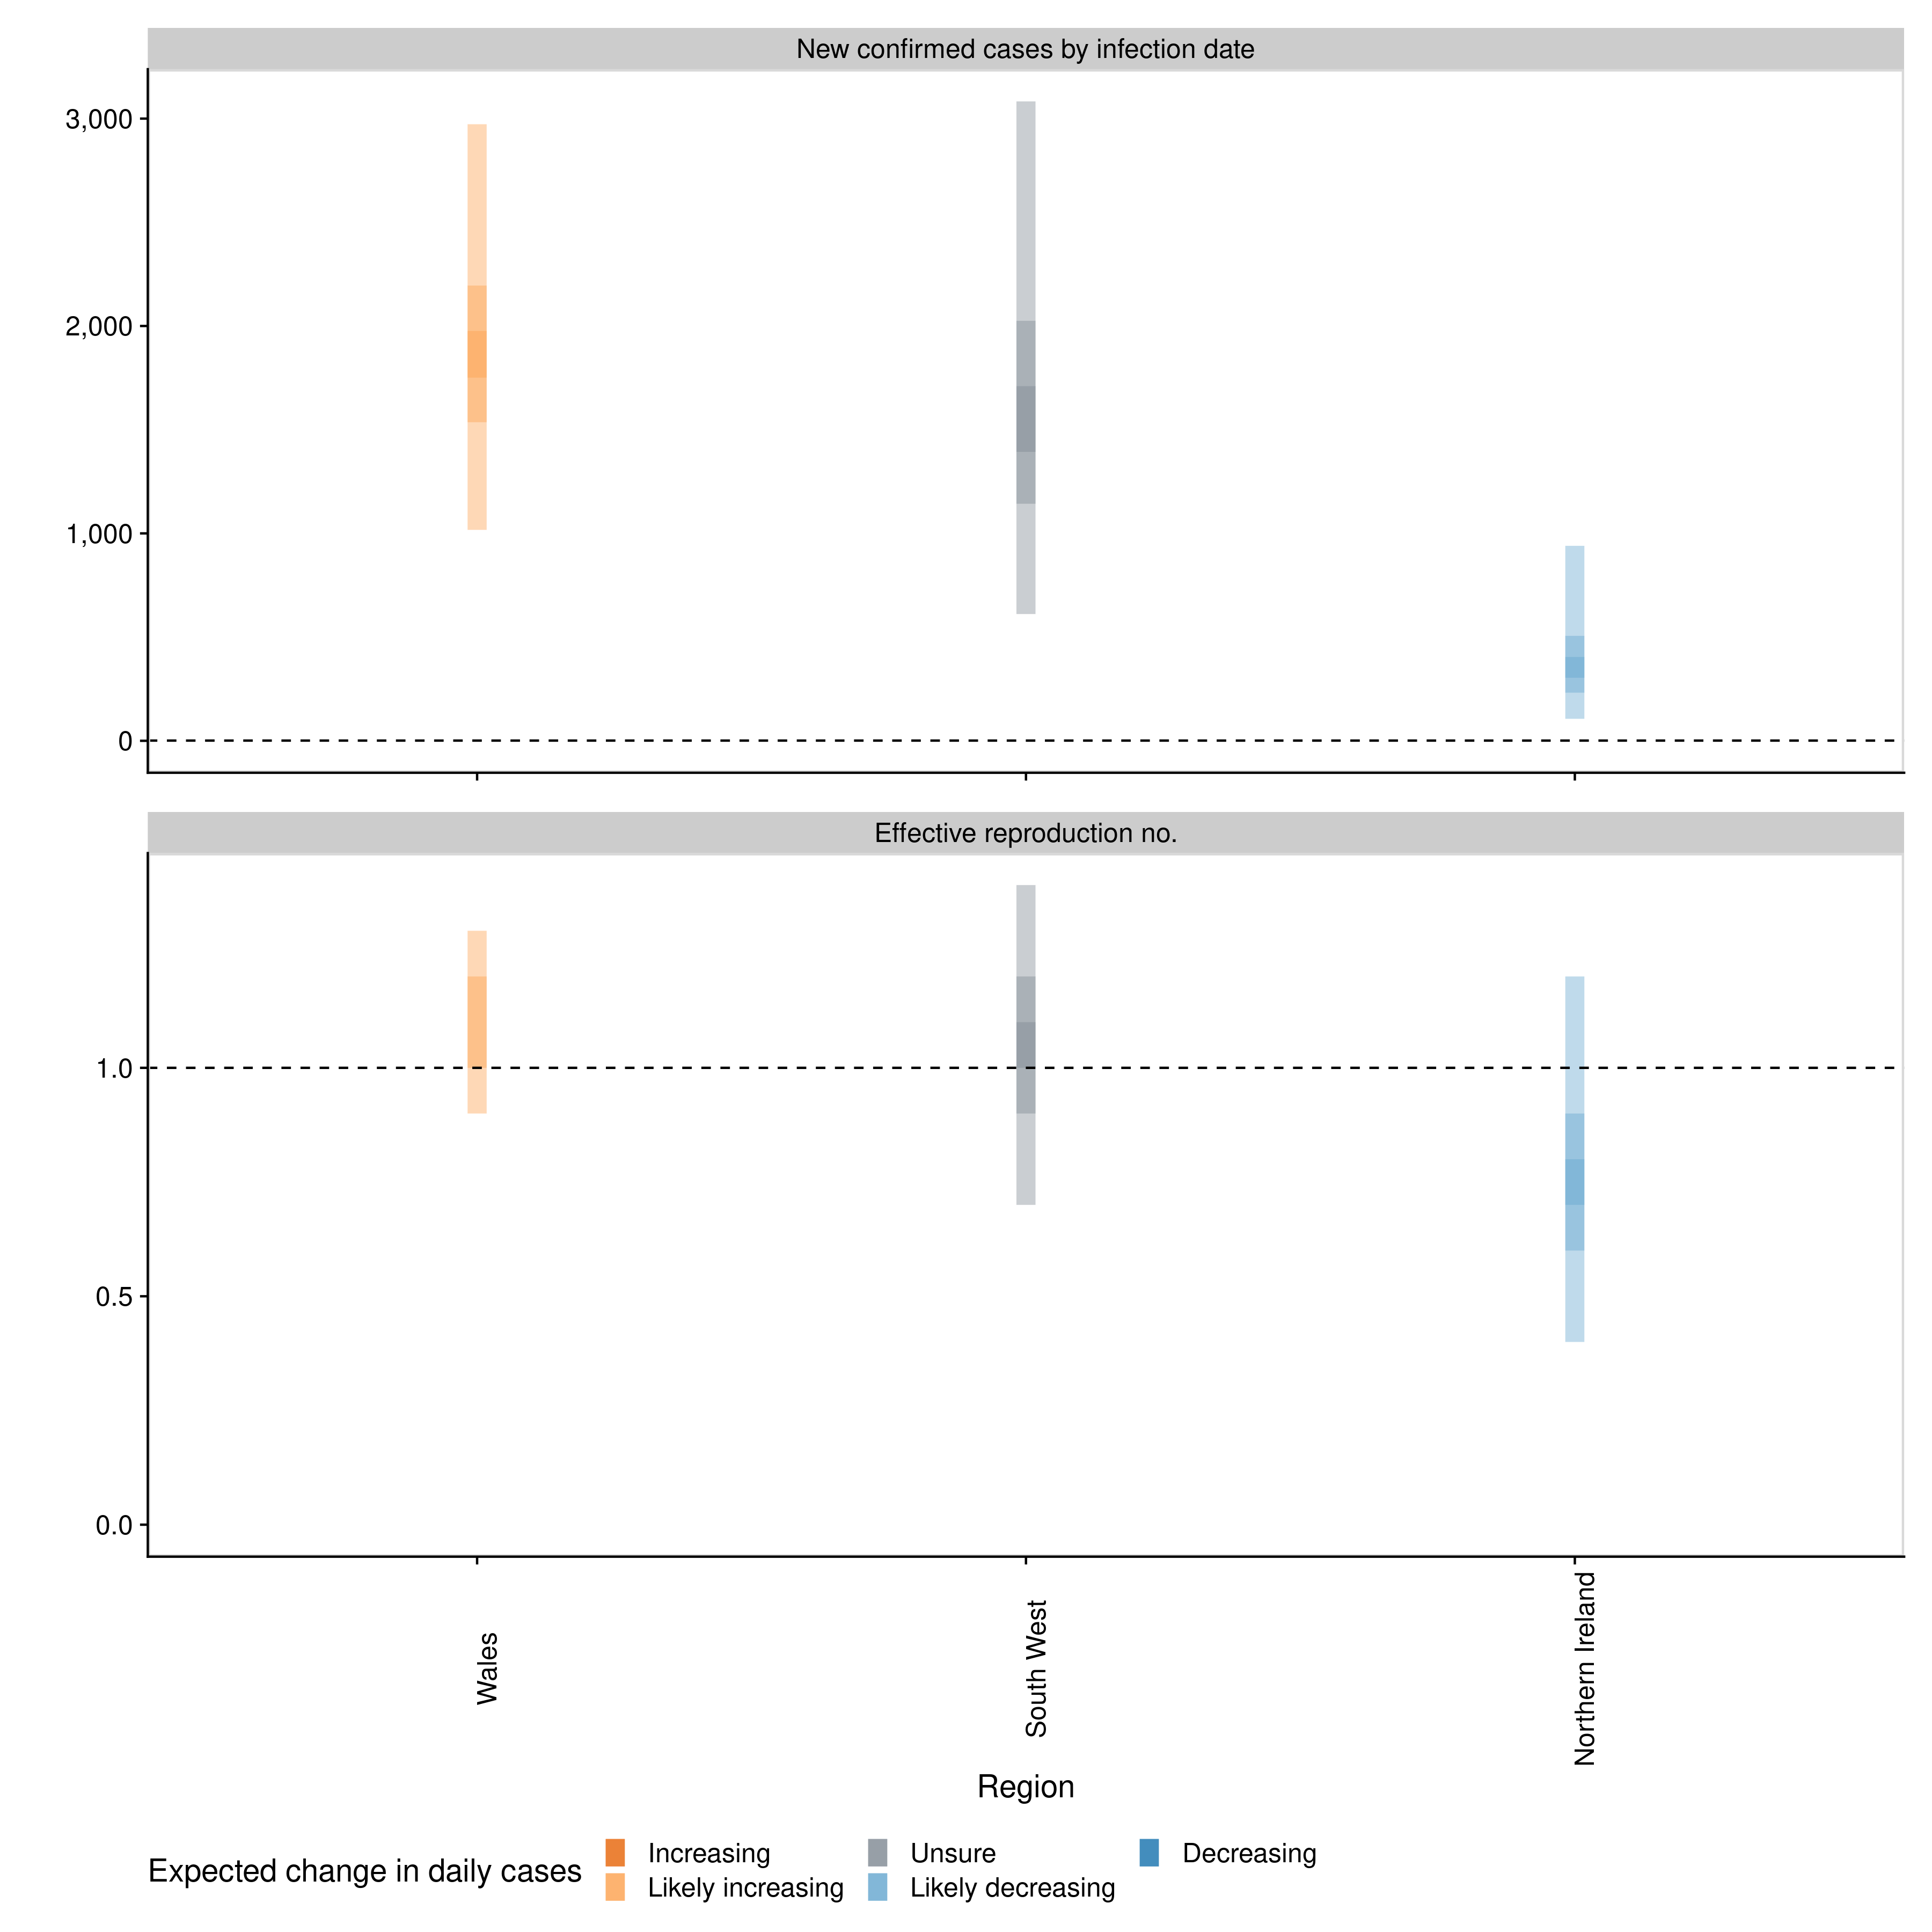 New confirmed cases by infection date
3,000
2,000
1,000
0
Effective reproduction no.
1.0
0.5
0.0
Wales
South West
Northern Ireland
Region
Expected change in daily cases
Increasing
Likely increasing
Unsure
Likely decreasing
Decreasing